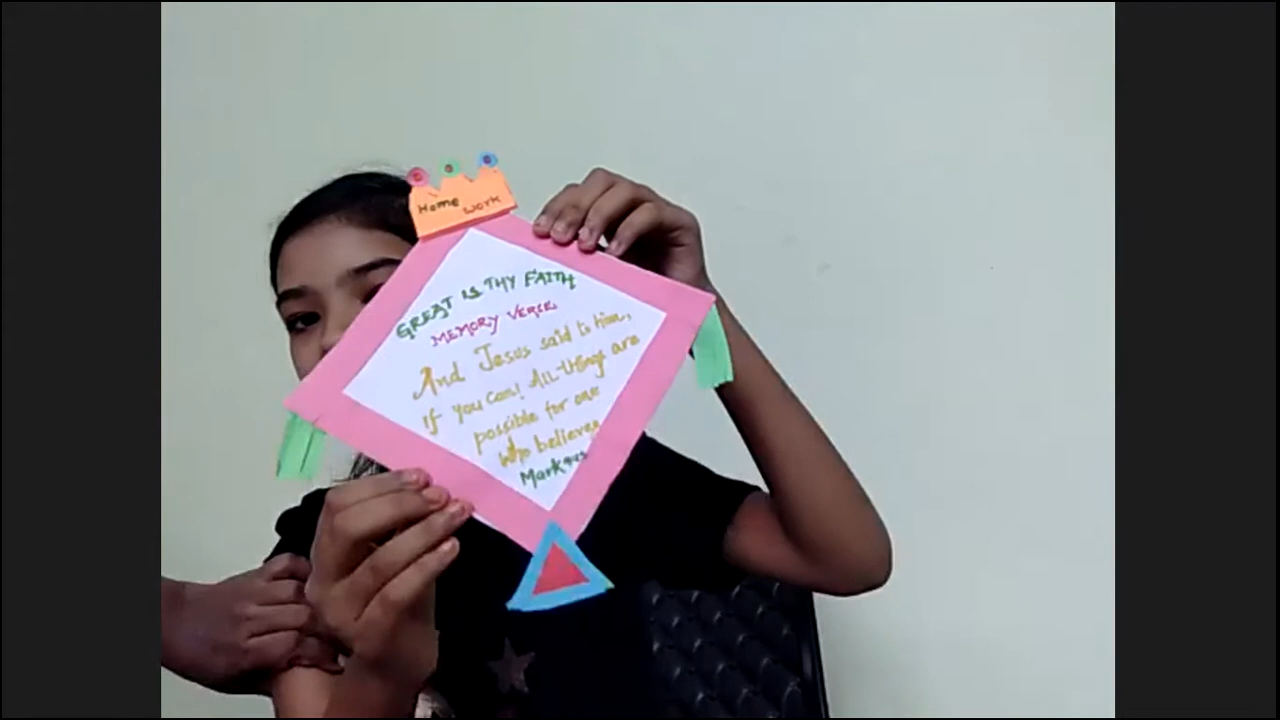 Home work
GREAT IS THY FAITH
MEMORY VERSE
And Jesus said to him,
if you can! All things are
possible for one
who believes
Mark